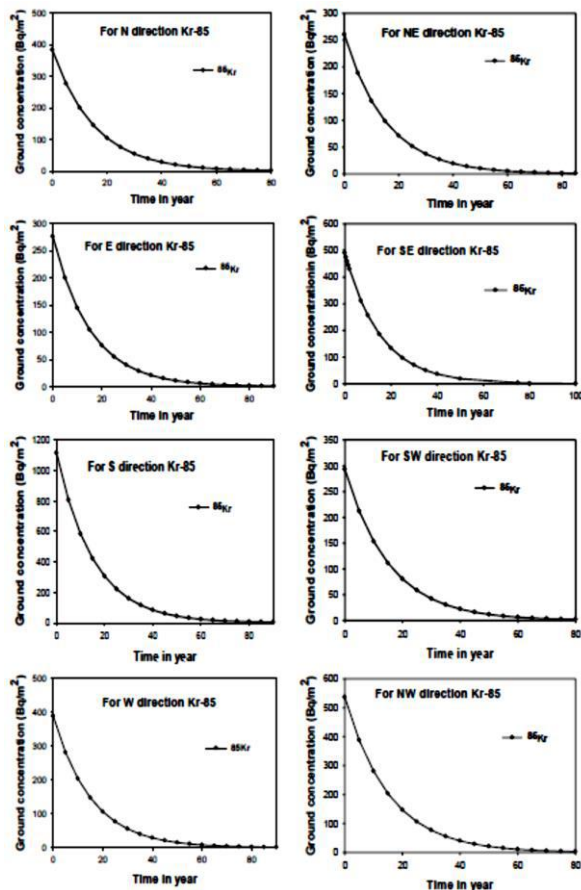 For N direction Kr-85
85Kr
Ground concentration (Bq/m²)
500
400
300
200
100
0
0 20 40 60 80
Time in year
For NE direction Kr-85
85Kr
Ground concentration (Bq/m²)
300
250
200
150
100
50
0
0 20 40 60 80
Time in year
For E direction Kr-85
85Kr
Ground concentration (Bq/m²)
300
250
200
150
100
50
0
0 20 40 60 80
Time in year
For SE direction Kr-85
85Kr
Ground concentrationin (Bq/m²)
600
500
400
300
200
100
0
0 20 40 60 80 100
Time in year
For S direction Kr-85
85Kr
Ground concentration (Bq/m²)
1200
1000
800
600
400
200
0
0 20 40 60 80
Time in year
For SW direction Kr-85
85Kr
Ground concentration (Bq/m²)
350
300
250
200
150
100
50
0
0 20 40 60 80
Time in year
For W direction Kr-85
85Kr
Ground concentration (Bq/m²)
500
400
300
200
100
0
0 20 40 60 80
Time in year
For NW direction Kr-85
85Kr
Ground concentration (Bq/m²)
600
500
400
300
200
100
0
0 20 40 60 80
Time in year